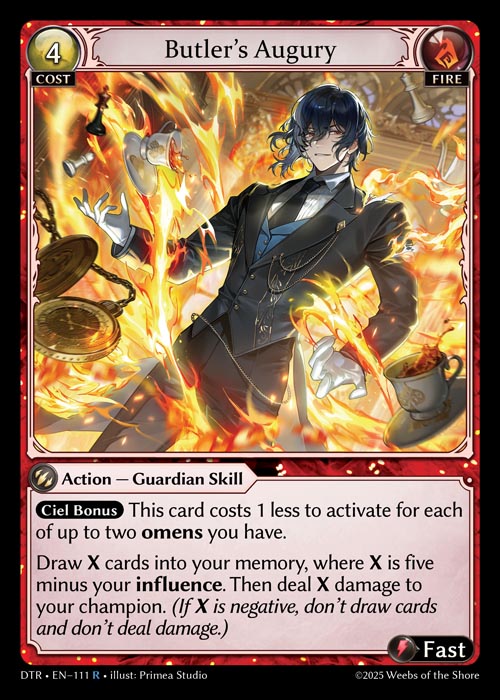 4
Butler's Augury
COST
FIRE
Action — Guardian Skill
Ciel Bonus This card costs 1 less to activate for each
of up to two omens you have.
Draw X cards into your memory, where X is five
minus your influence. Then deal X damage to
your champion. (If X is negative, don't draw cards
and don't deal damage.)
Fast
DTR • EN–111 R • illust: Primea Studio
©2025 Weebs of the Shore